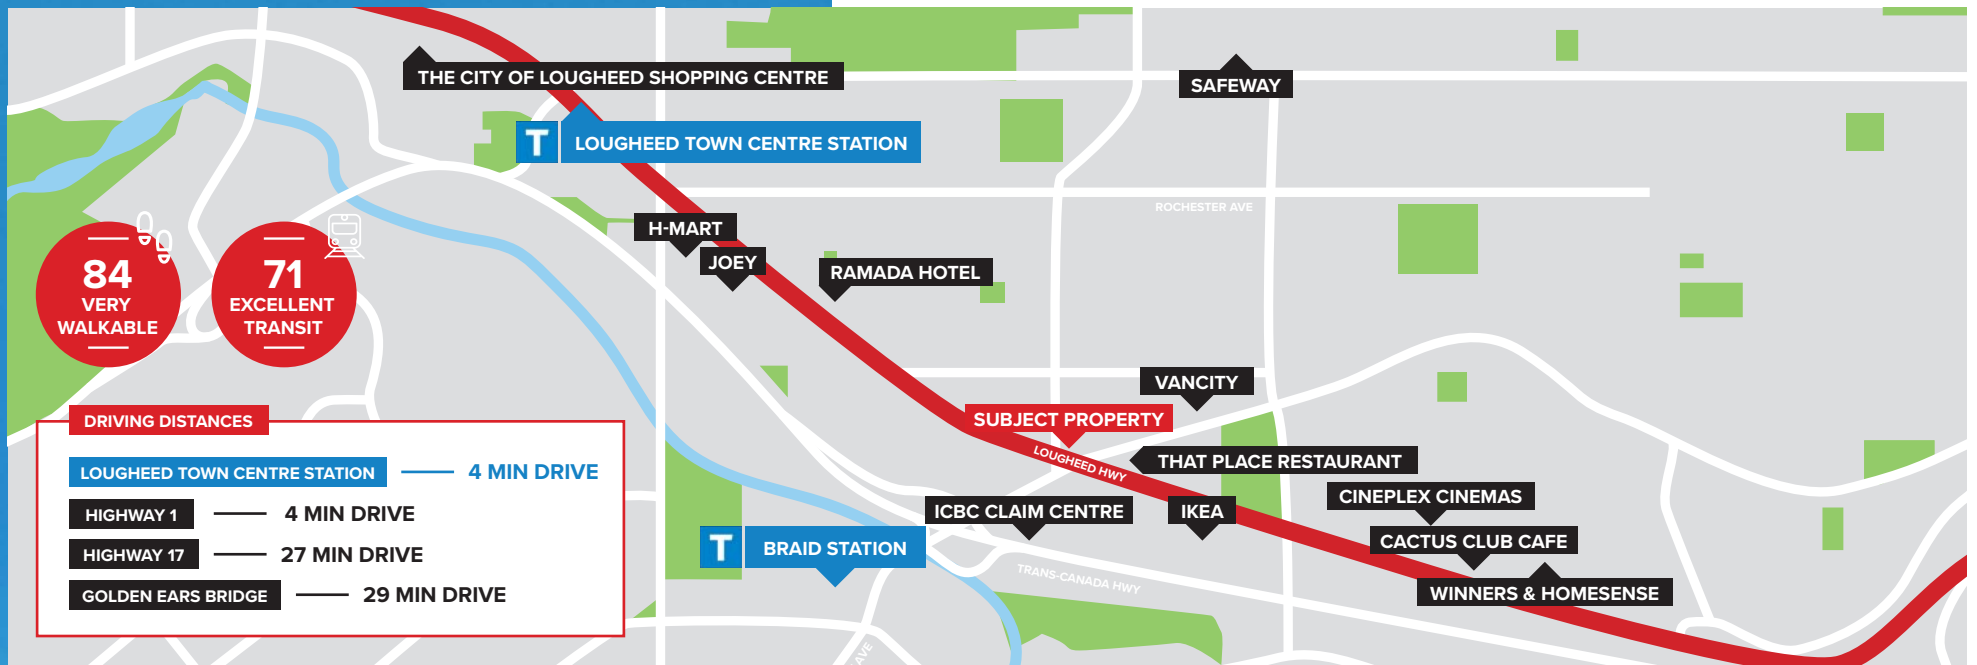 THE CITY OF LOUGHEED SHOPPING CENTRE
SAFEWAY
T LOUGHEED TOWN CENTRE STATION
ROCHESTER AVE
H-MART
JOEY
RAMADA HOTEL
84
VERY
WALKABLE
71
EXCELLENT
TRANSIT
VANCITY
SUBJECT PROPERTY
LOUGHEED HWY
THAT PLACE RESTAURANT
CINEPLEX CINEMAS
ICBC CLAIM CENTRE
IKEA
CACTUS CLUB CAFE
T BRAID STATION
TRANS-CANADA HWY
WINNERS & HOMESENSE
AVE
DRIVING DISTANCES
LOUGHEED TOWN CENTRE STATION 4 MIN DRIVE
HIGHWAY 1 4 MIN DRIVE
HIGHWAY 17 27 MIN DRIVE
GOLDEN EARS BRIDGE 29 MIN DRIVE